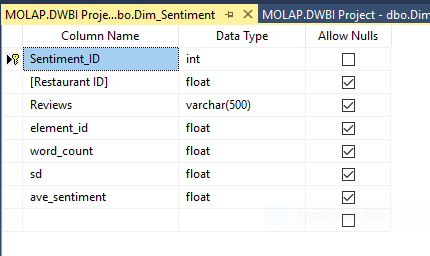 MOLAP.DWBI Proje...bo.Dim_Sentiment MOLAP.DWBI Project - dbo.Dim
Column Name Data Type Allow Nulls
Sentiment_ID int
[Restaurant ID] float
Reviews varchar(500)
element_id float
word_count float
sd float
ave_sentiment float